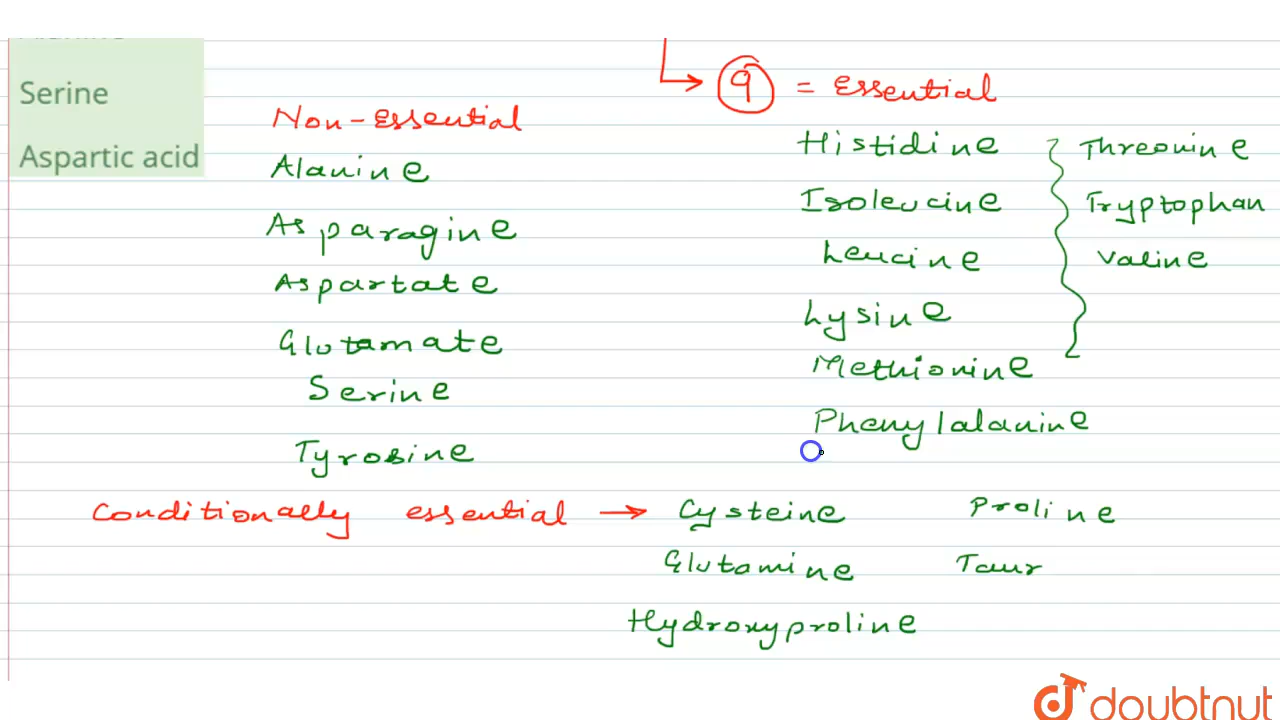 Serine
Aspartic acid
Non-Essential
Alanine
Asparagine
Aspartate
Glutamate
Serine
Tyrosine
9 = Essential
Histidine
Isoleucine
Leucine
Lysine
Methionine
Phenylalanine
Threonine
Tryptophan
Valine
Conditionally essential → Cysteine Proline
Glutamine Taur
Hydroxyproline
doubtnut